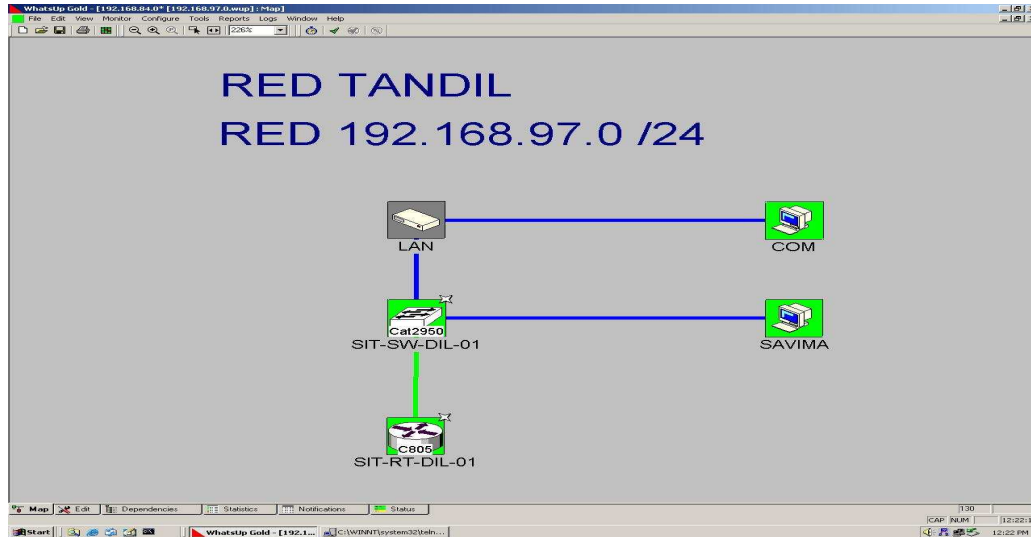 WhatsUp Gold - [192.168.84.0* [192.168.97.0.wup] : Map]
File Edit View Monitor Configure Tools Reports Logs Window Help
226%
RED TANDIL
RED 192.168.97.0 /24
LAN
COM
Cat2950
SIT-SW-DIL-01
SAVIMA
C805
SIT-RT-DIL-01
Map Edit Dependencies Statistics Notifications Status
130
CAP NUM 12:22:1
Start WhatsUp Gold - [192.1... C:\WINNT\system32\teln... 12:22 PM